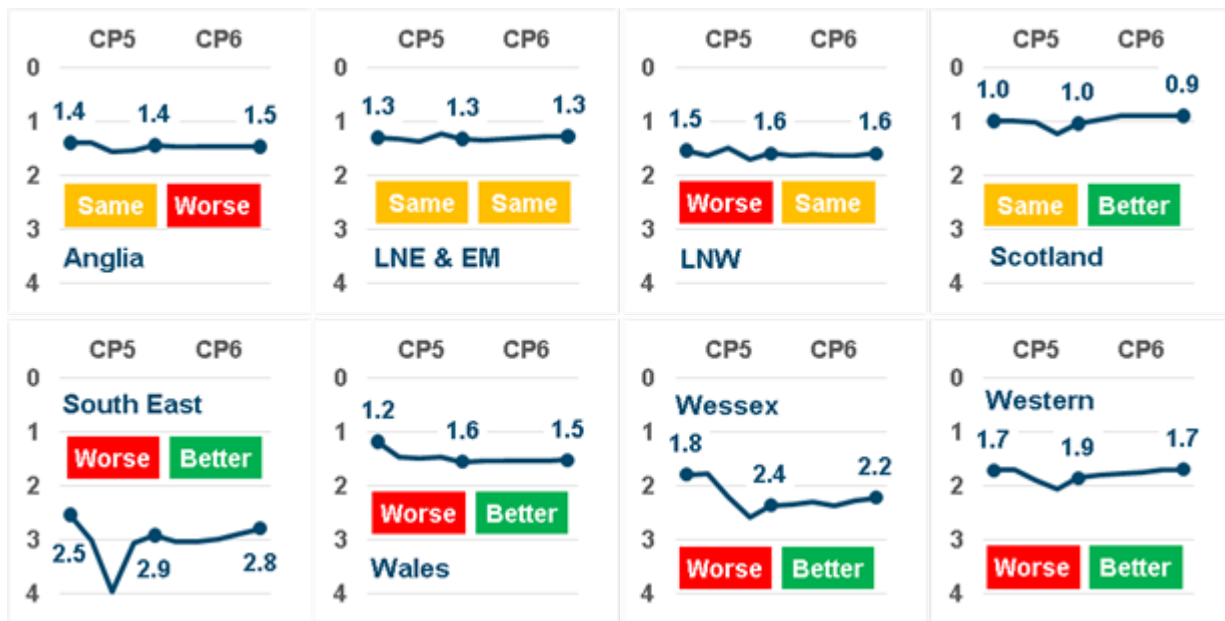 CP5 CP6
0
1.4 1.4 1.5
1
2
Same Worse
3
Anglia
4
CP5 CP6
0
1.3 1.3 1.3
1
2
Same Same
3
LNE & EM
4
CP5 CP6
0
1.5 1.6 1.6
1
2
Worse Same
3
LNW
4
CP5 CP6
0
1.0 1.0 0.9
1
2
Same Better
3
Scotland
4
CP5 CP6
0
South East
1
Worse Better
2
3
2.5 2.9 2.8
4
CP5 CP6
0
1.2 1.6 1.5
1
2
Worse Better
3
Wales
4
CP5 CP6
0
Wessex
1
1.8 2.4 2.2
2
3
Worse Better
4
CP5 CP6
0
Western
1
1.7 1.9 1.7
2
3
Worse Better
4